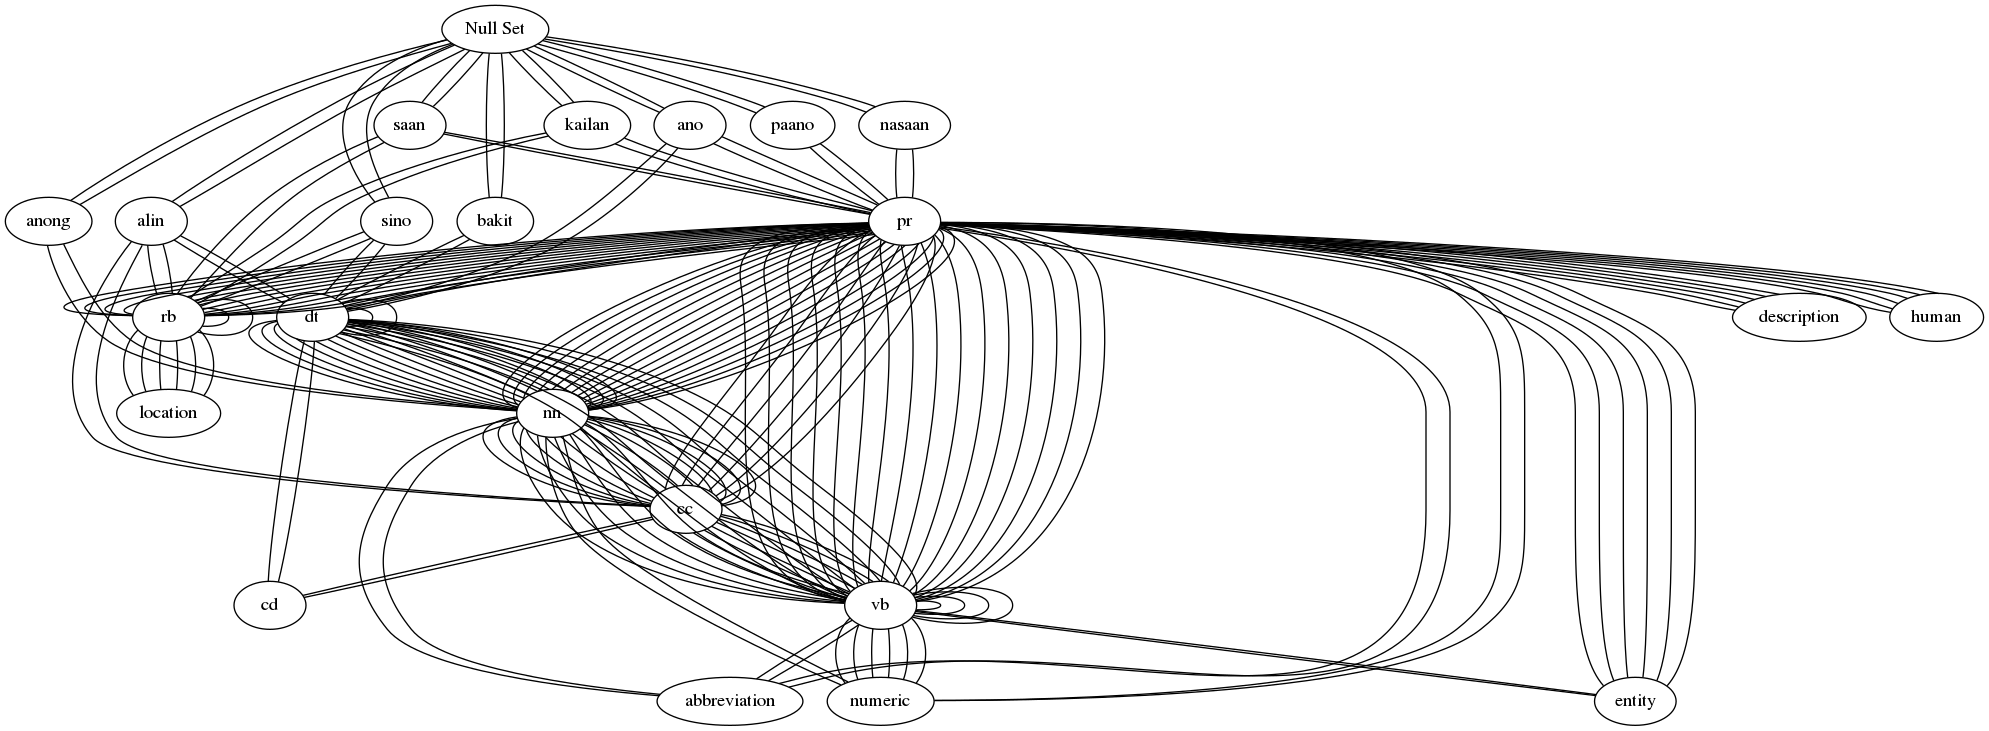 Null Set
saan
kailan
ano
paano
nasaan
anong
alin
sino
bakit
pr
rb
dt
description
human
location
nn
cc
cd
vb
abbreviation
numeric
entity